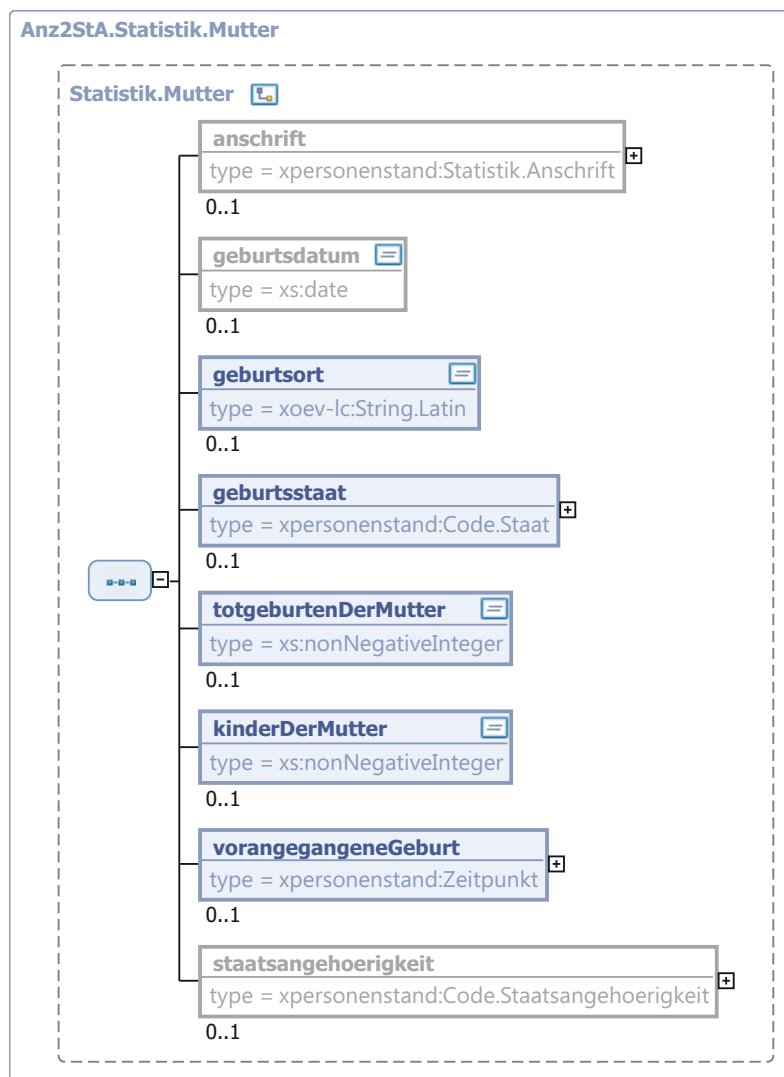 Anz2StA.Statistik.Mutter
Statistik.Mutter
anschrift
type = xpersonenstand:Statistik.Anschrift
0..1
geburtsdatum
type = xs:date
0..1
geburtsort
type = xoev-lc:String.Latin
0..1
geburtsstaat
type = xpersonenstand:Code.Staat
0..1
totgeburtenDerMutter
type = xs:nonNegativeInteger
0..1
kinderDerMutter
type = xs:nonNegativeInteger
0..1
vorangegangeneGeburt
type = xpersonenstand:Zeitpunkt
0..1
staatsangehoerigkeit
type = xpersonenstand:Code.Staatsangehoerigkeit
0..1